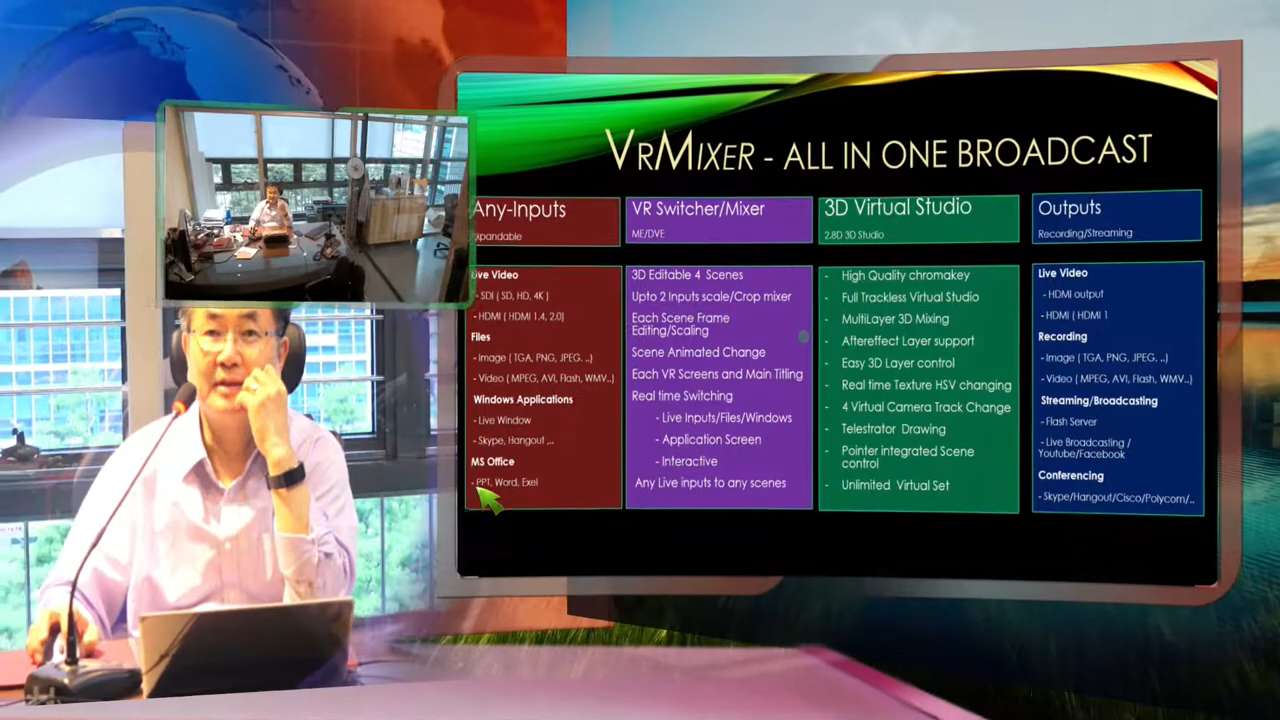 VRMIXER - ALL IN ONE BROADCAST
Any-Inputs
xpandable
ive Video
- SDI ( SD, HD, 4K )
- HDMI ( HDMI 1.4, 2.0)
Files
- Image ( TGA, PNG, JPEG. ..)
- Video ( MPEG, AVI, Flash, WMV..)
Windows Applications
- Live Window
- Skype, Hangout ,..
MS Office
- PPT, Word, Exel
VR Switcher/Mixer
ME/DVE
3D Editable 4 Scenes
Upto 2 Inputs scale/Crop mixer
Each Scene Frame
Editing/Scaling
Scene Animated Change
Each VR Screens and Main Titling
Real time Switching
- Live Inputs/Files/Windows
- Application Screen
- Interactive
Any Live inputs to any scenes
3D Virtual Studio
2.8D 3D Studio
- High Quality chromakey
- Full Trackless Virtual Studio
- MultiLayer 3D Mixing
- Aftereffect Layer support
- Easy 3D Layer control
- Real time Texture HSV changing
- 4 Virtual Camera Track Change
- Telestrator Drawing
- Pointer integrated Scene
control
- Unlimited Virtual Set
Outputs
Recording/Streaming
Live Video
- HDMI output
- HDMI ( HDMI 1
Recording
- Image ( TGA, PNG, JPEG. ..)
- Video ( MPEG, AVI, Flash, WMV..)
Streaming/Broadcasting
- Flash Server
- Live Broadcasting /
Youtube/Facebook
Conferencing
- Skype/Hangout/Cisco/Polycom/..